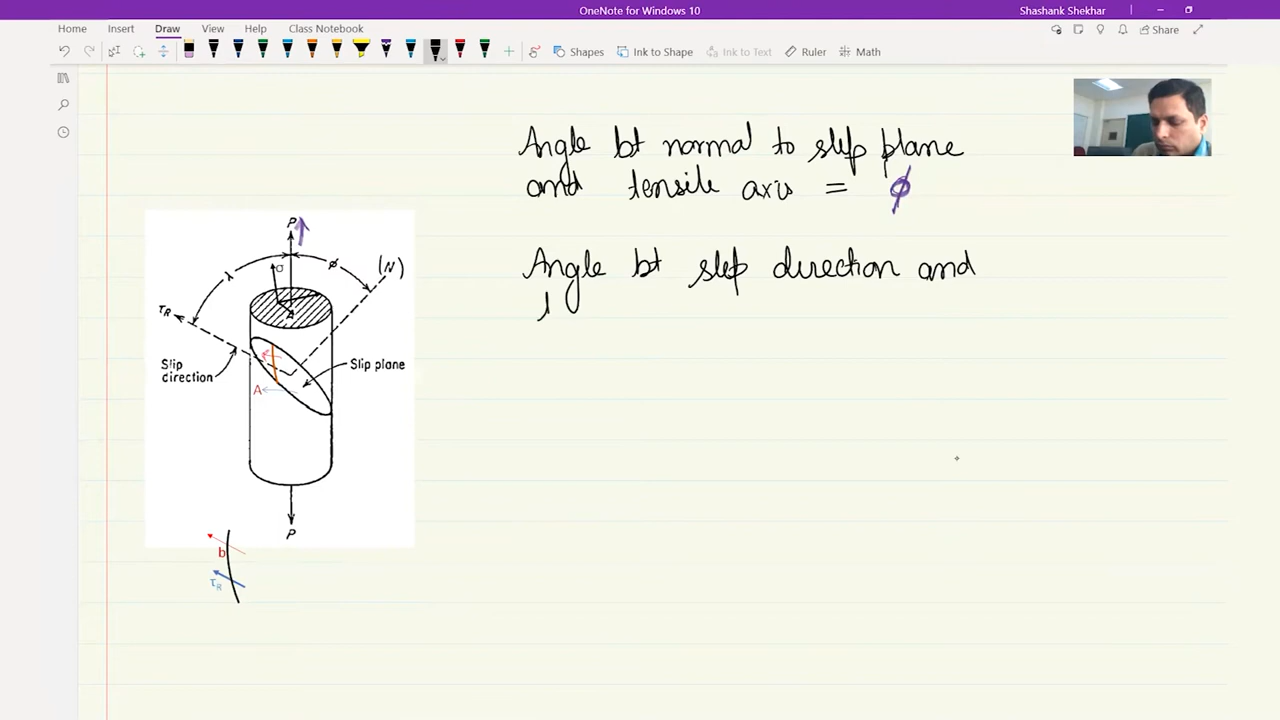 OneNote for Windows 10
Shashank Shekhar
Home Insert Draw View Help Class Notebook
Share
Shapes Ink to Shape Ink to Text Ruler Math
Angle bt normal to slip plane
and tensile axis = ϕ
Angle bt slip direction and
P
λ ϕ (N)
σ
A
τR
Slip
direction
Slip plane
A
P
b
τR